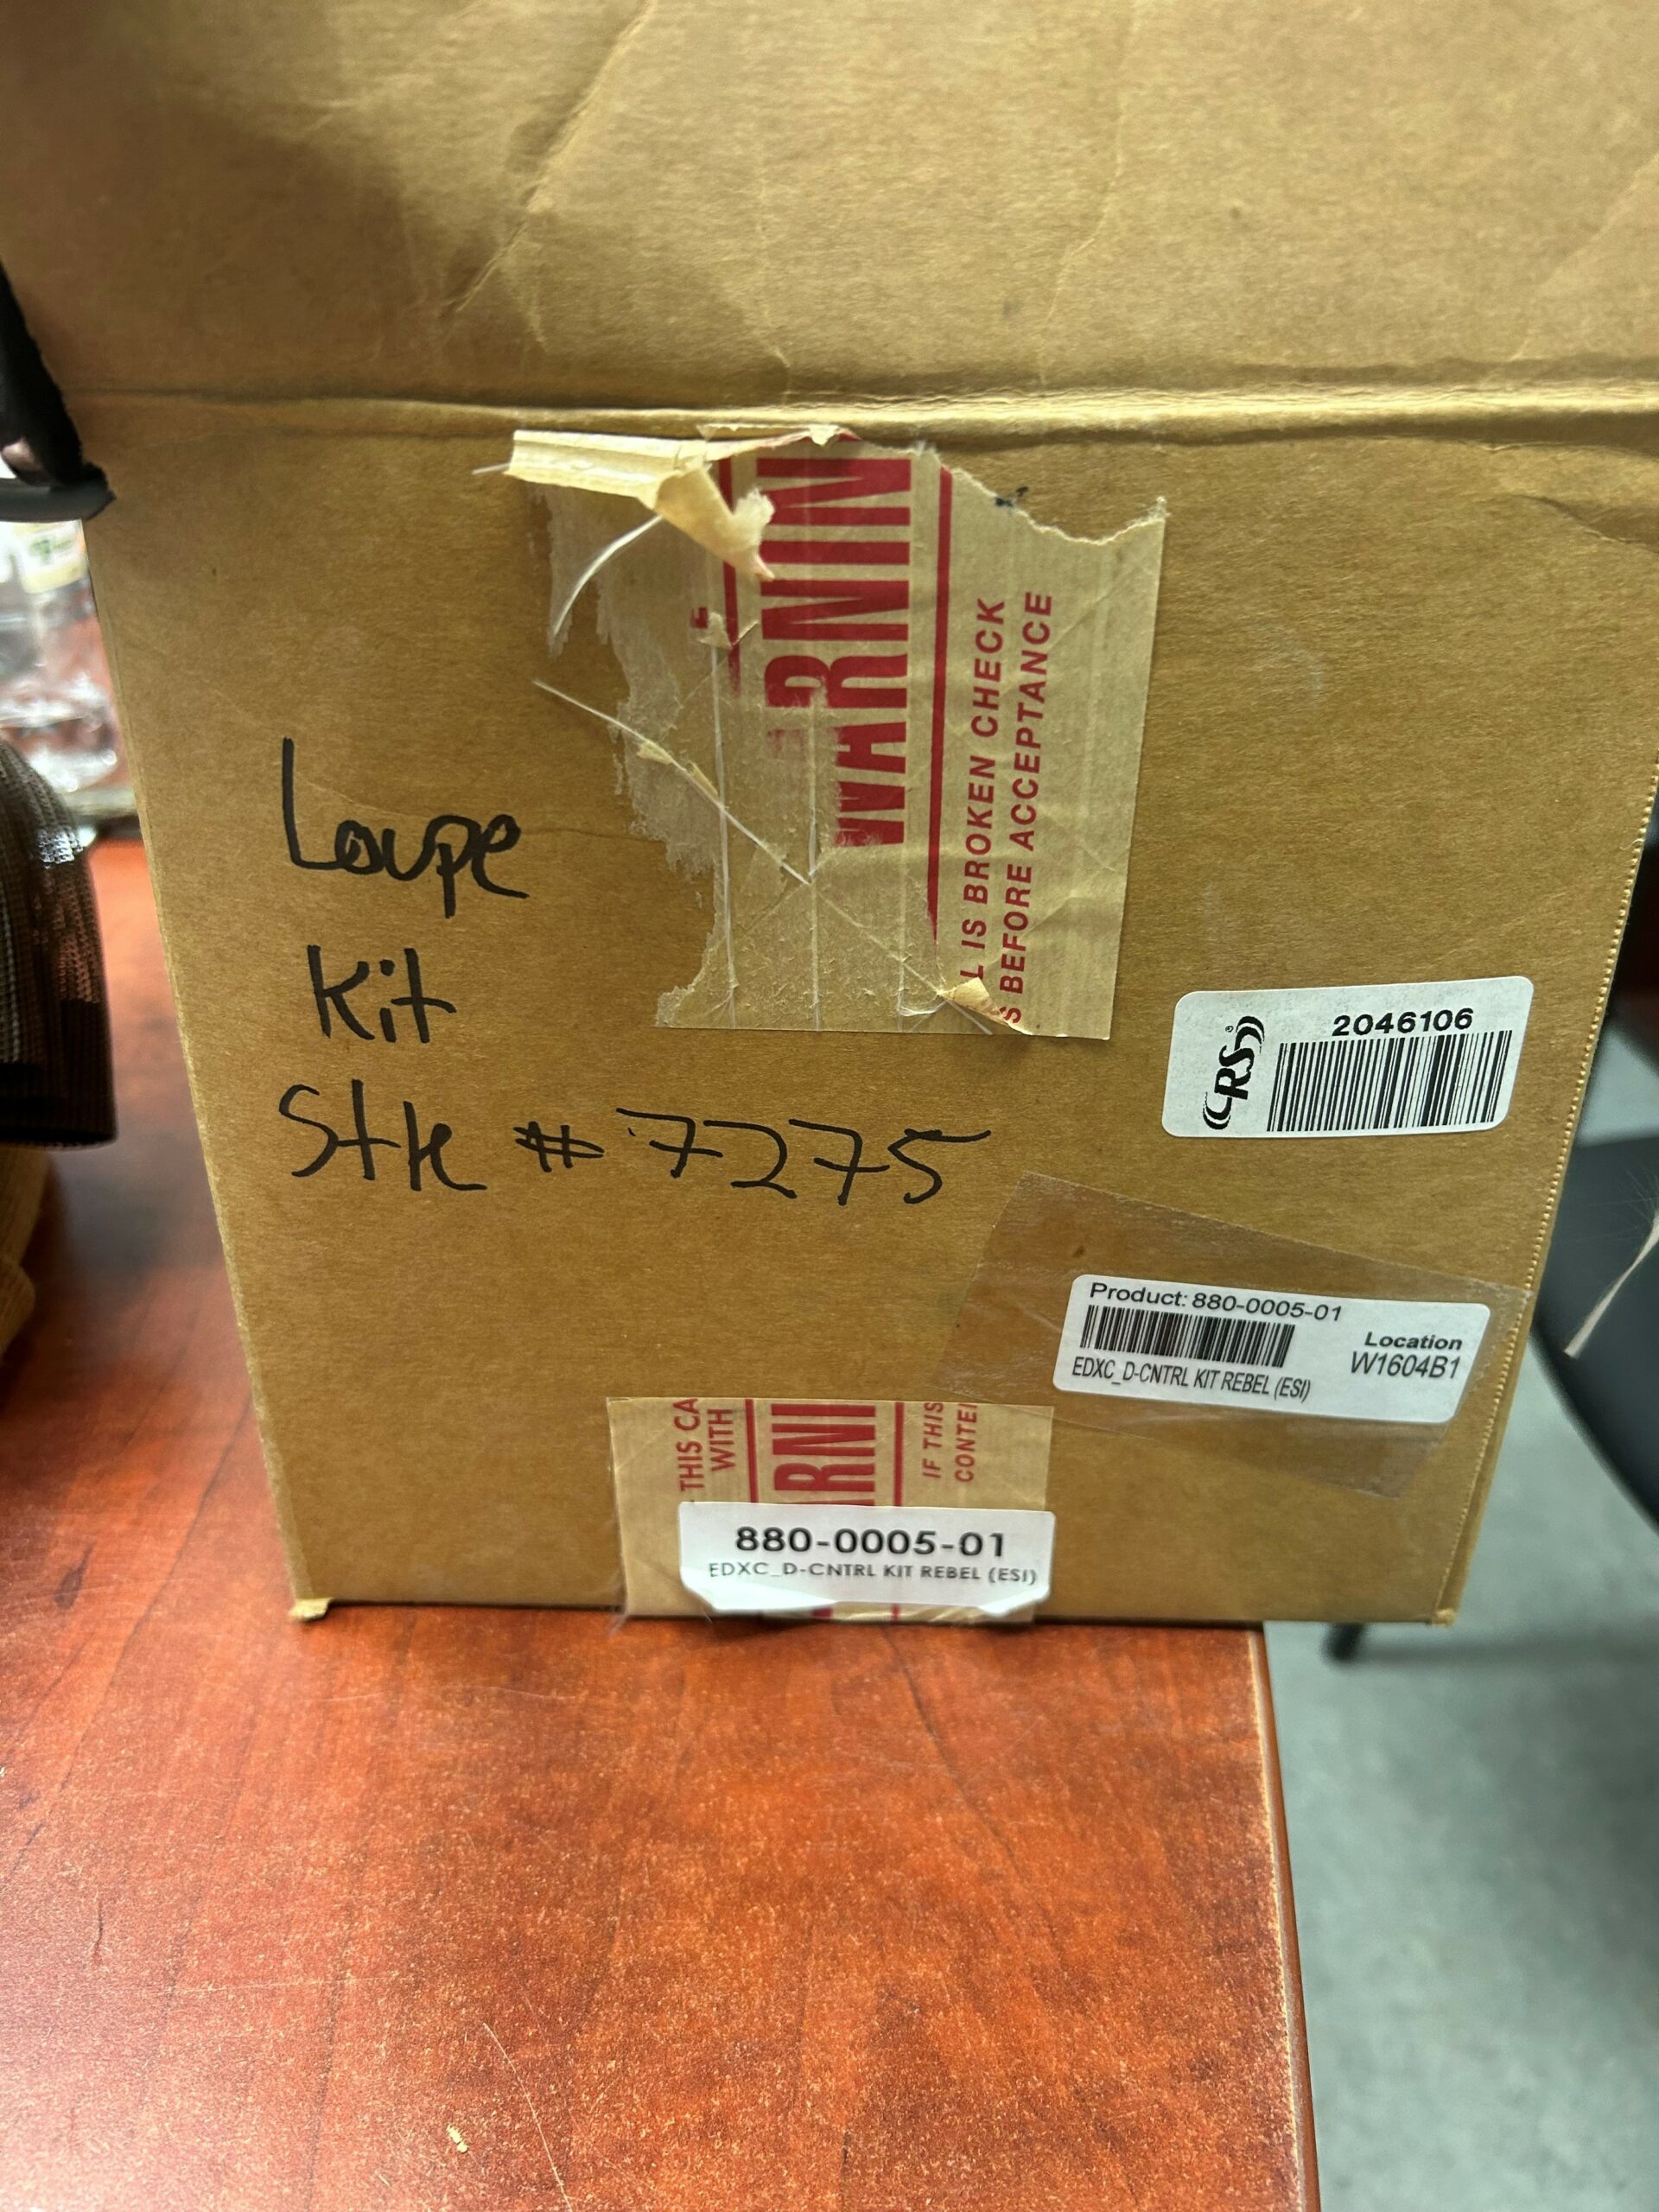 WARNIN
L IS BROKEN CHECK
S BEFORE ACCEPTANCE
Loupe
Kit
Stk # 7275
RS®
2046106
Product: 880-0005-01
Location
W1604B1
EDXC_D-CNTRL KIT REBEL (ESI)
THIS CA
WITH
ARNI
IF THIS
CONTE
880-0005-01
EDXC_D-CNTRL KIT REBEL (ESI)